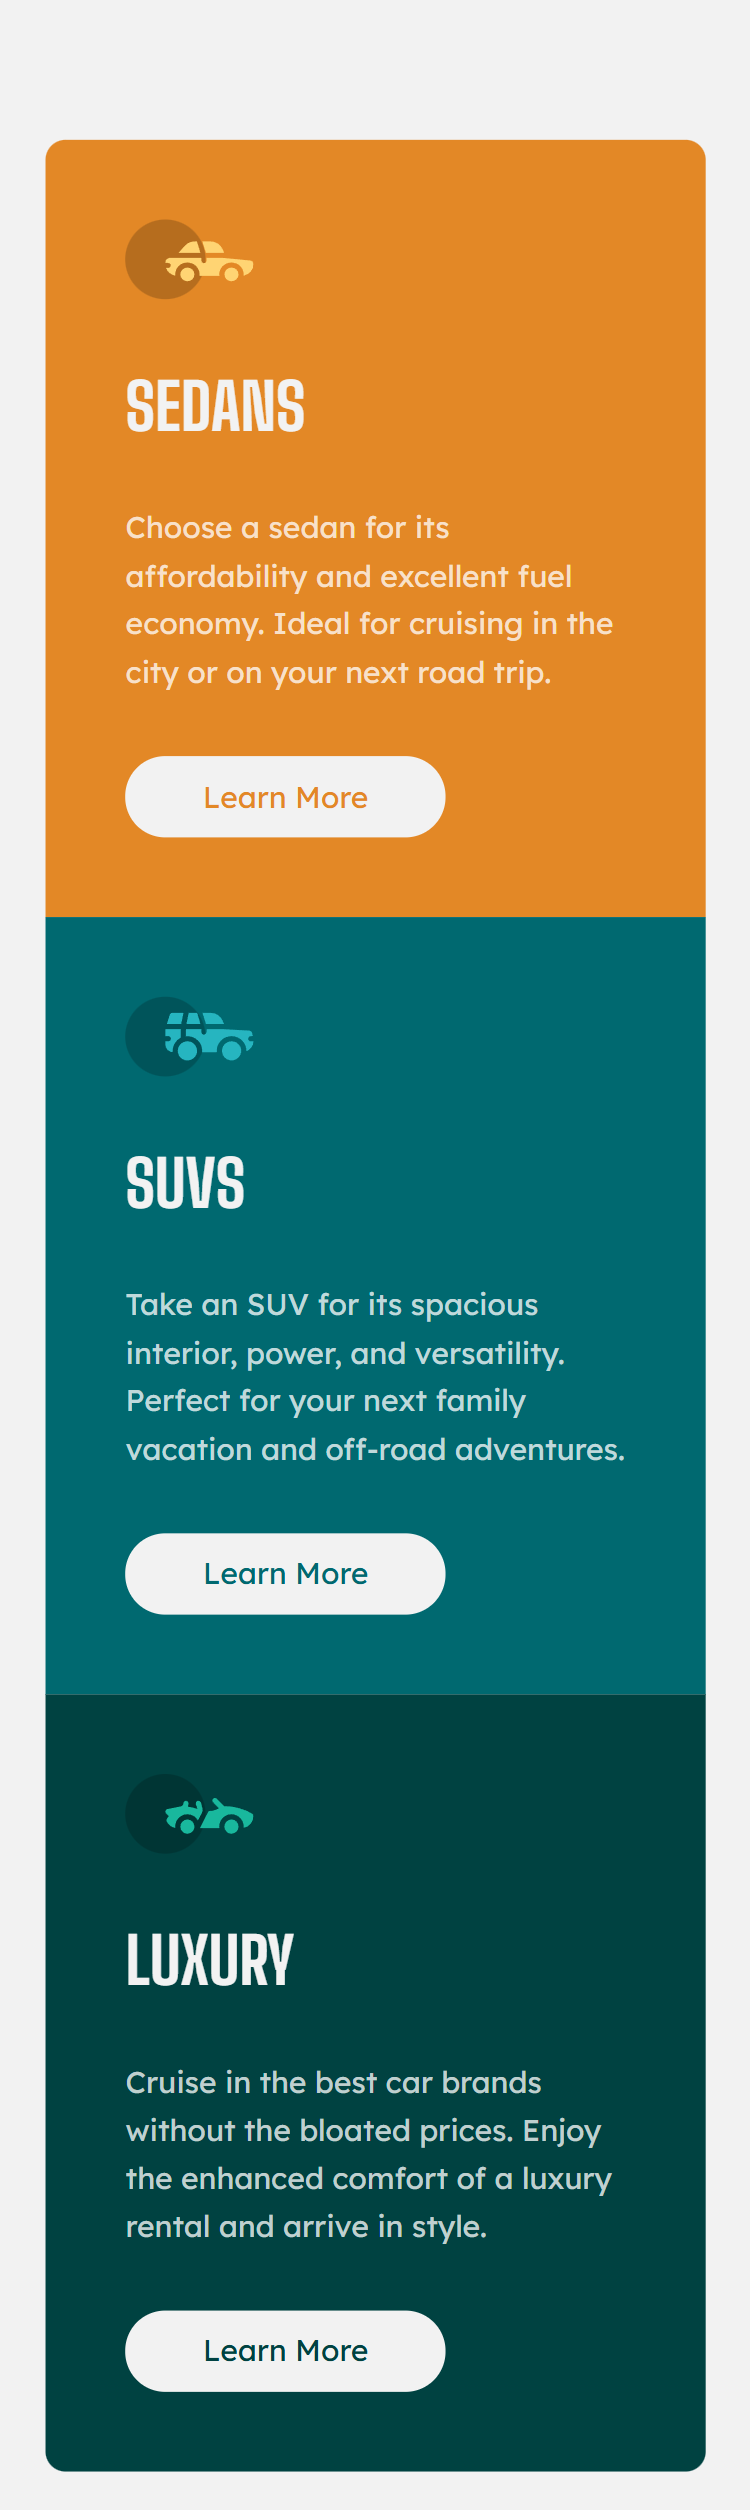 SEDANS
Choose a sedan for its
affordability and excellent fuel
economy. Ideal for cruising in the
city or on your next road trip.
Learn More
SUVS
Take an SUV for its spacious
interior, power, and versatility.
Perfect for your next family
vacation and off-road adventures.
Learn More
LUXURY
Cruise in the best car brands
without the bloated prices. Enjoy
the enhanced comfort of a luxury
rental and arrive in style.
Learn More